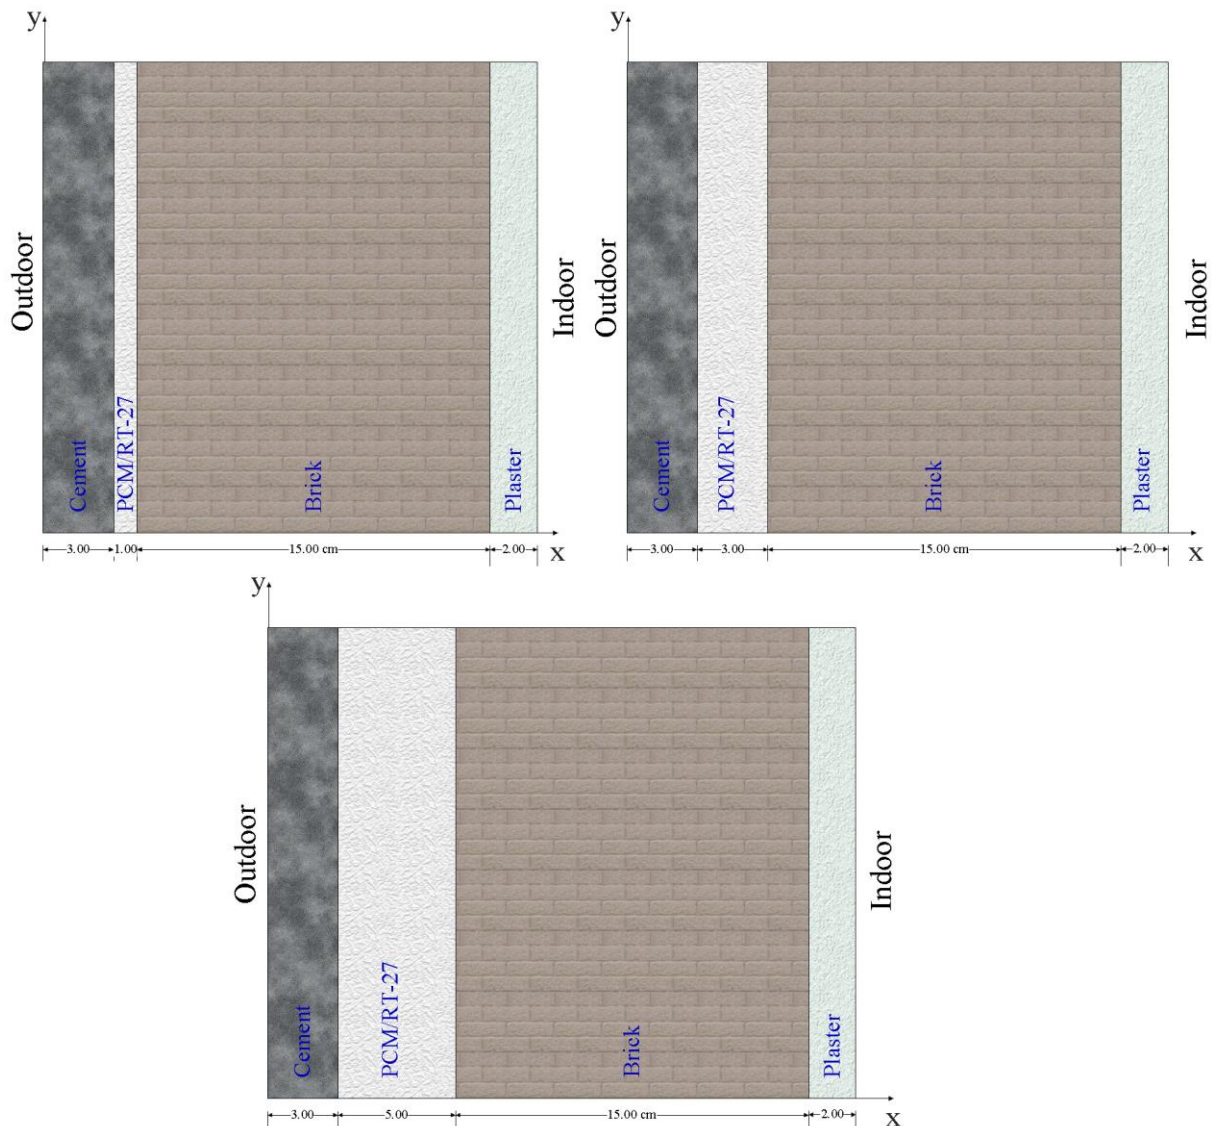 y
Outdoor
Cement
PCM/RT-27
Brick
Plaster
Indoor
3.00
1.00
15.00 cm
2.00
x
y
Outdoor
Cement
PCM/RT-27
Brick
Plaster
Indoor
3.00
3.00
15.00 cm
2.00
x
y
Outdoor
Cement
PCM/RT-27
Brick
Plaster
Indoor
3.00
5.00
15.00 cm
2.00
x